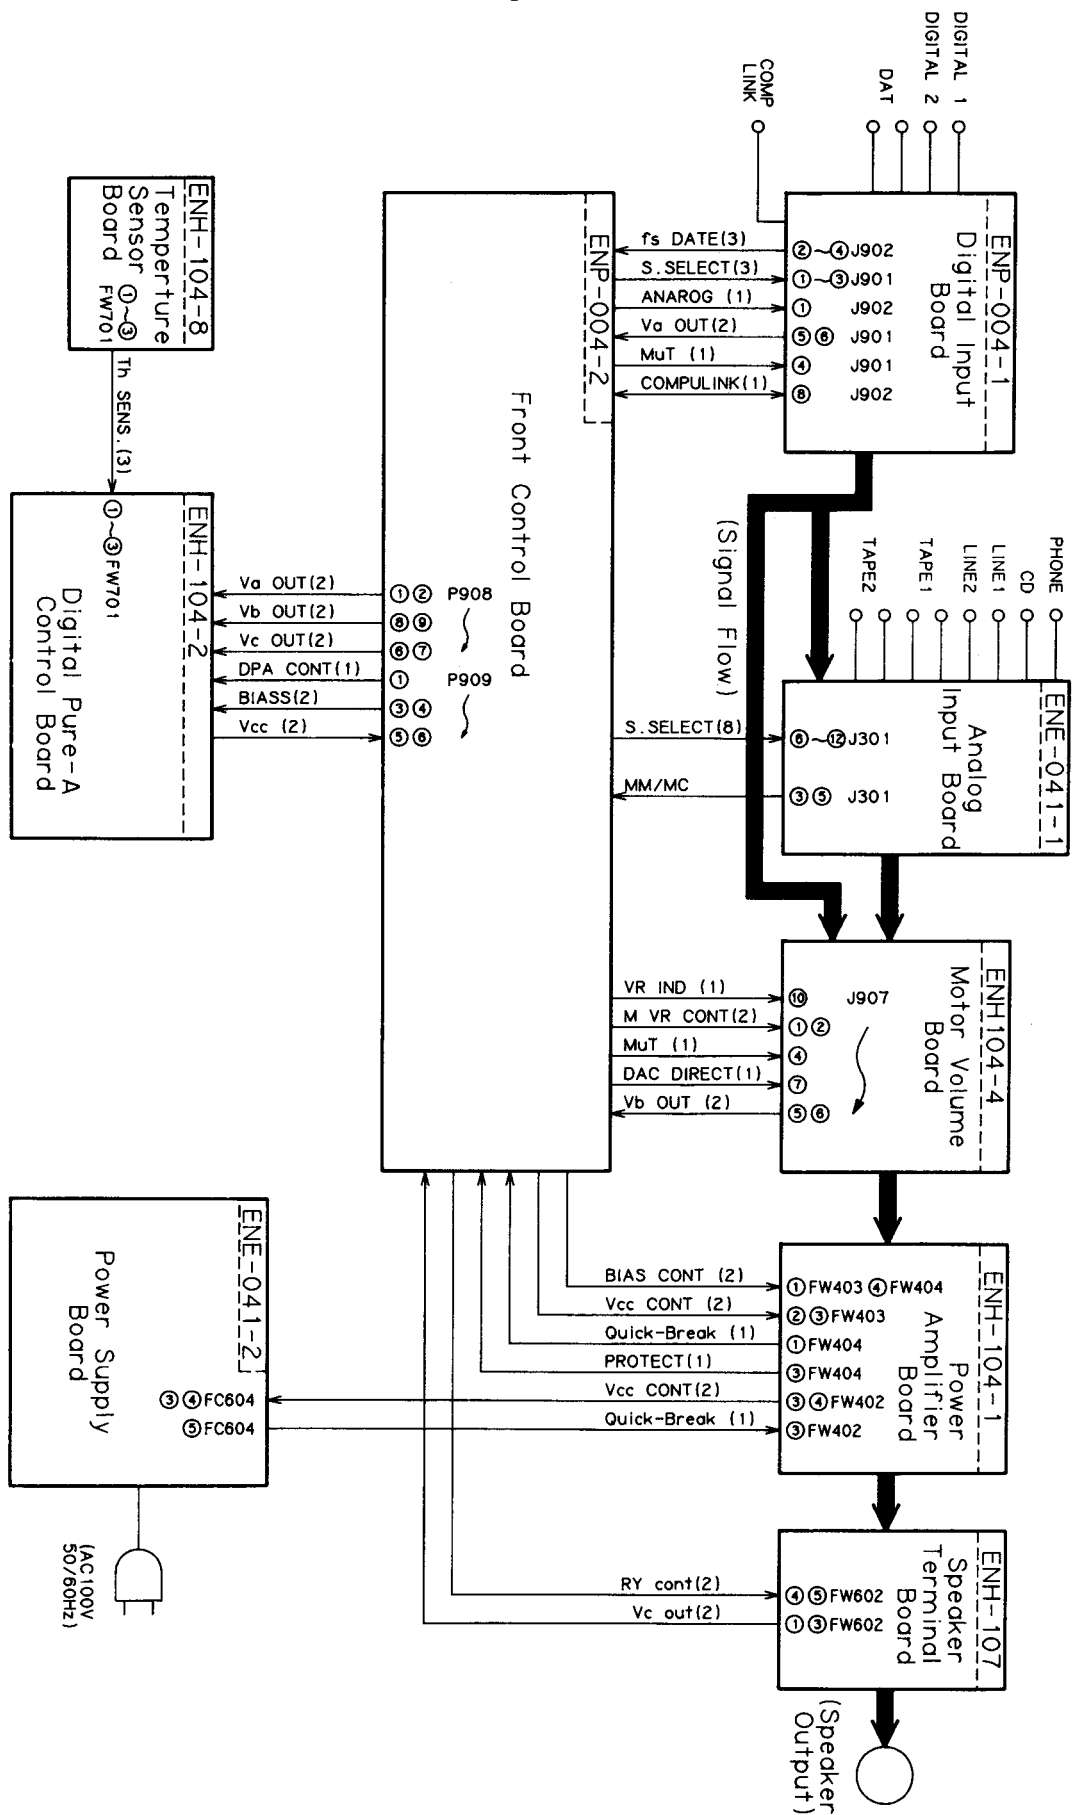 DIGITAL 1
DIGITAL 2
DAT
COMP
LINK
ENP-004-1
Digital Input
Board
②~④J902
①~③J901
① J902
⑤⑥ J901
④ J901
⑧ J902
fs DATE(3)
S.SELECT(3)
ANAROG (1)
Va OUT(2)
MuT (1)
COMPULINK(1)
ENP-004-2
Front Control Board
ENH-104-8
Temperture
Sensor
Board
①~③
FW701
Th SENS.(3)
ENH-104-2
①~③FW701
Digital Pure-A
Control Board
Va OUT(2)
Vb OUT(2)
Vc OUT(2)
DPA CONT(1)
BIASS(2)
Vcc (2)
①② P908
⑧⑨
⑥⑦
① P909
③④
⑤⑥
(Signal Flow)
PHONE
CD
LINE1
LINE2
TAPE1
TAPE2
ENE-041-1
Analog
Input Board
S.SELECT(8)
⑥~⑫J301
MM/MC
③⑤ J301
ENH104-4
Motor Volume
Board
VR IND (1)
M VR CONT(2)
MuT (1)
DAC DIRECT(1)
Vb OUT (2)
⑩ J907
①②
④
⑦
⑤⑥
ENH-104-1
Power
Amplifier
Board
BIAS CONT (2)
Vcc CONT (2)
Quick-Break (1)
PROTECT(1)
Vcc CONT(2)
Quick-Break (1)
①FW403 ④FW404
②③FW403
①FW404
③FW404
③④FW402
③FW402
ENE-041-2
Power Supply
Board
③④FC604
⑤FC604
(AC100V
50/60Hz)
ENH-107
Speaker
Terminal
Board
RY cont(2)
Vc out(2)
④⑤FW602
①③FW602
(Speaker
Output)